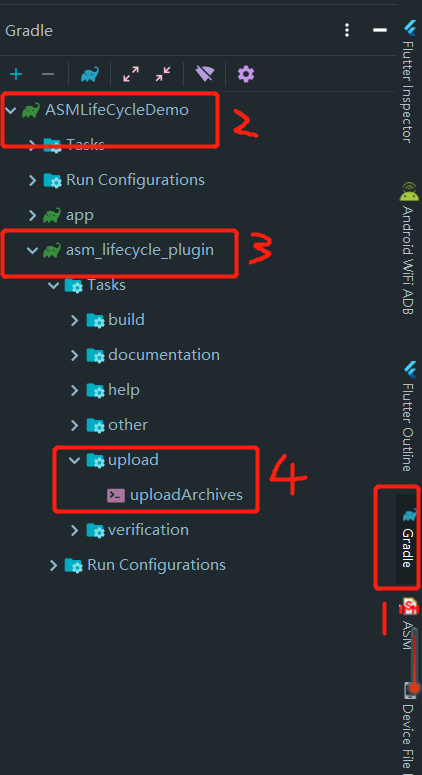 Gradle
ASMLifeCycleDemo
2
Tasks
Run Configurations
app
asm_lifecycle_plugin
3
Tasks
build
documentation
help
other
upload
4
uploadArchives
verification
Run Configurations
Flutter Inspector
Android WiFi ADB
Flutter Outline
Gradle
1
ASM
Device File